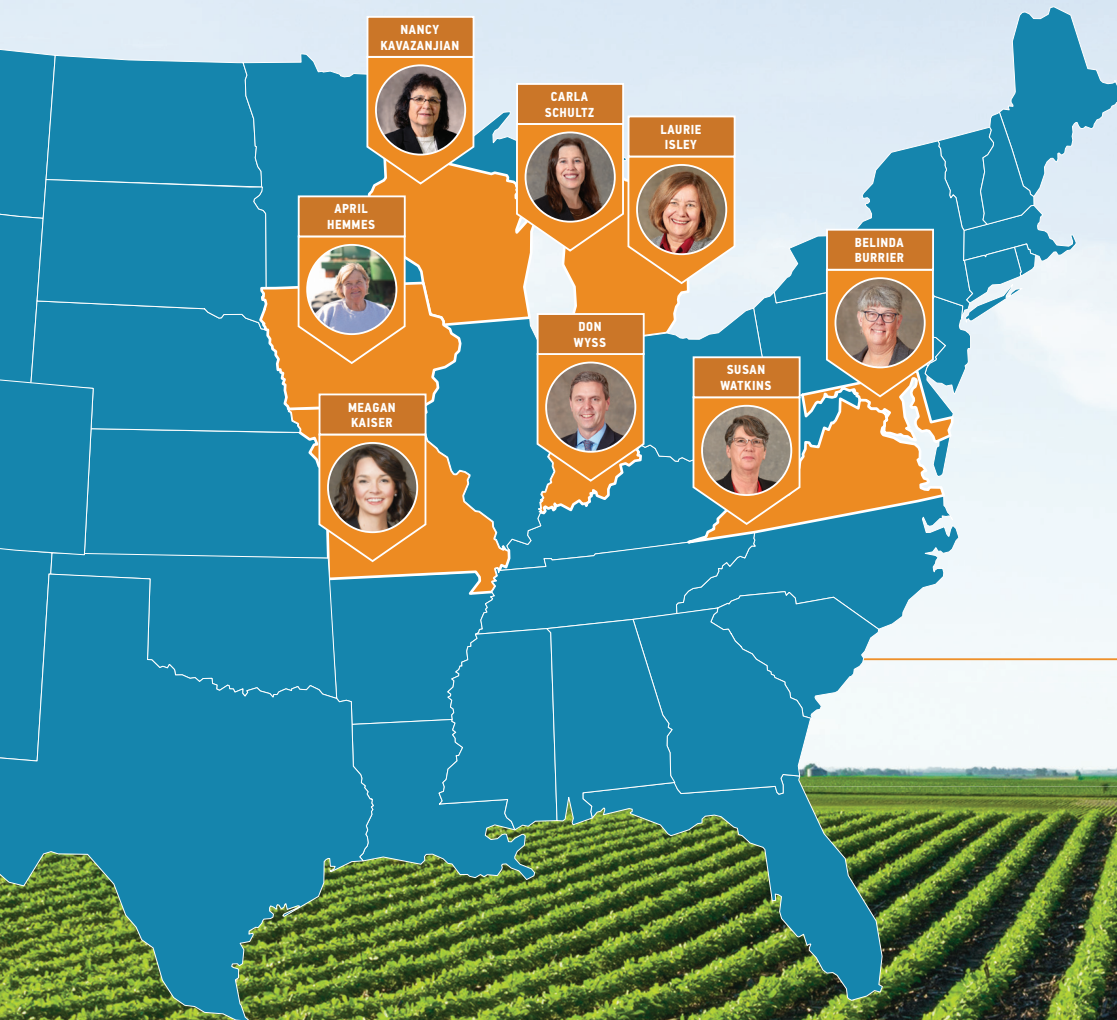 NANCY
KAVAZANJIAN
CARLA
SCHULTZ
LAURIE
ISLEY
APRIL
HEMMES
BELINDA
BURRIER
DON
WYSS
SUSAN
WATKINS
MEAGAN
KAISER